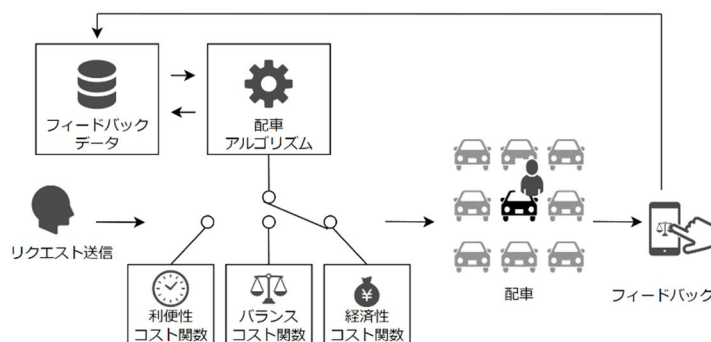 フィードバック
データ
配車
アルゴリズム
リクエスト送信
利便性
コスト関数
バランス
コスト関数
¥
経済性
コスト関数
配車
フィードバック